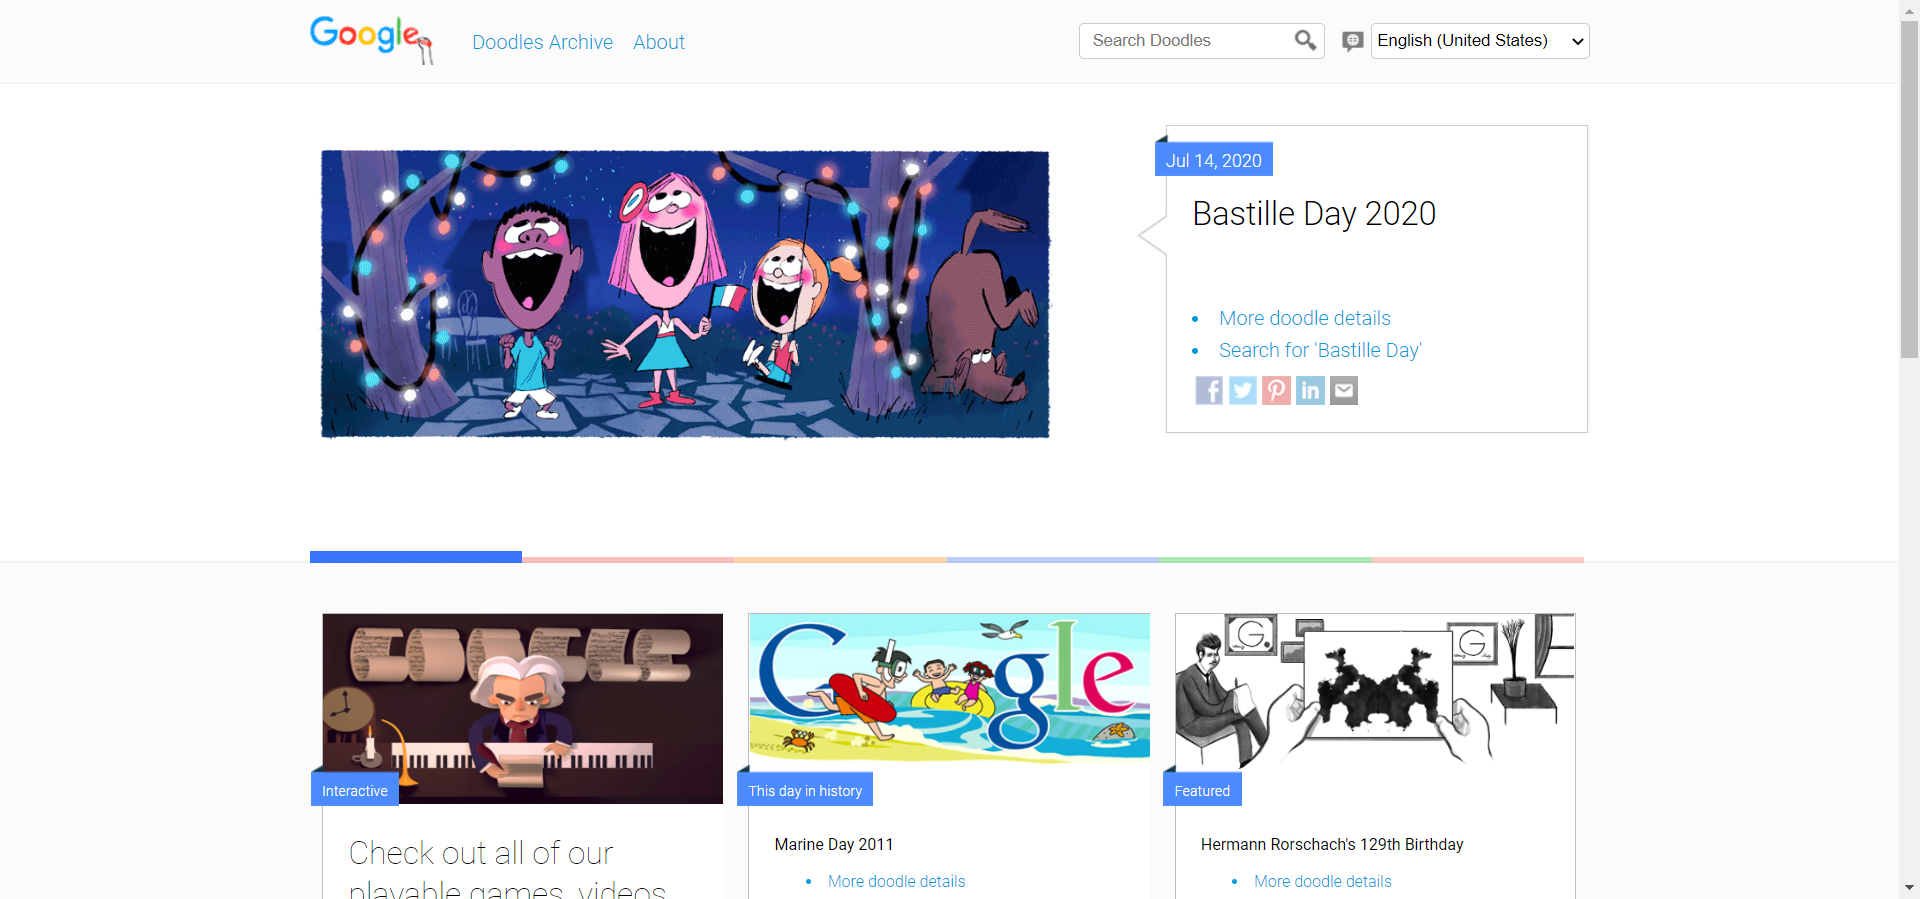 Google
Doodles Archive
About
Search Doodles
English (United States)
Jul 14, 2020
Bastille Day 2020
More doodle details
Search for 'Bastille Day'
Interactive
Check out all of our
playable games, videos
Google
This day in history
Marine Day 2011
More doodle details
G
G
Featured
Hermann Rorschach's 129th Birthday
More doodle details